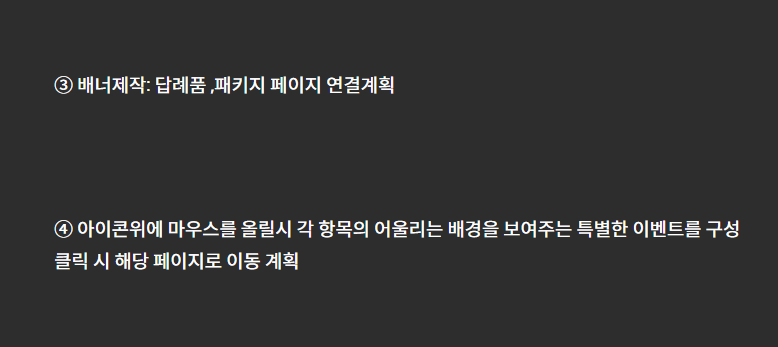 ③ 배너제작: 답례품 ,패키지 페이지 연결계획
④ 아이콘위에 마우스를 올릴시 각 항목의 어울리는 배경을 보여주는 특별한 이벤트를 구성
클릭 시 해당 페이지로 이동 계획